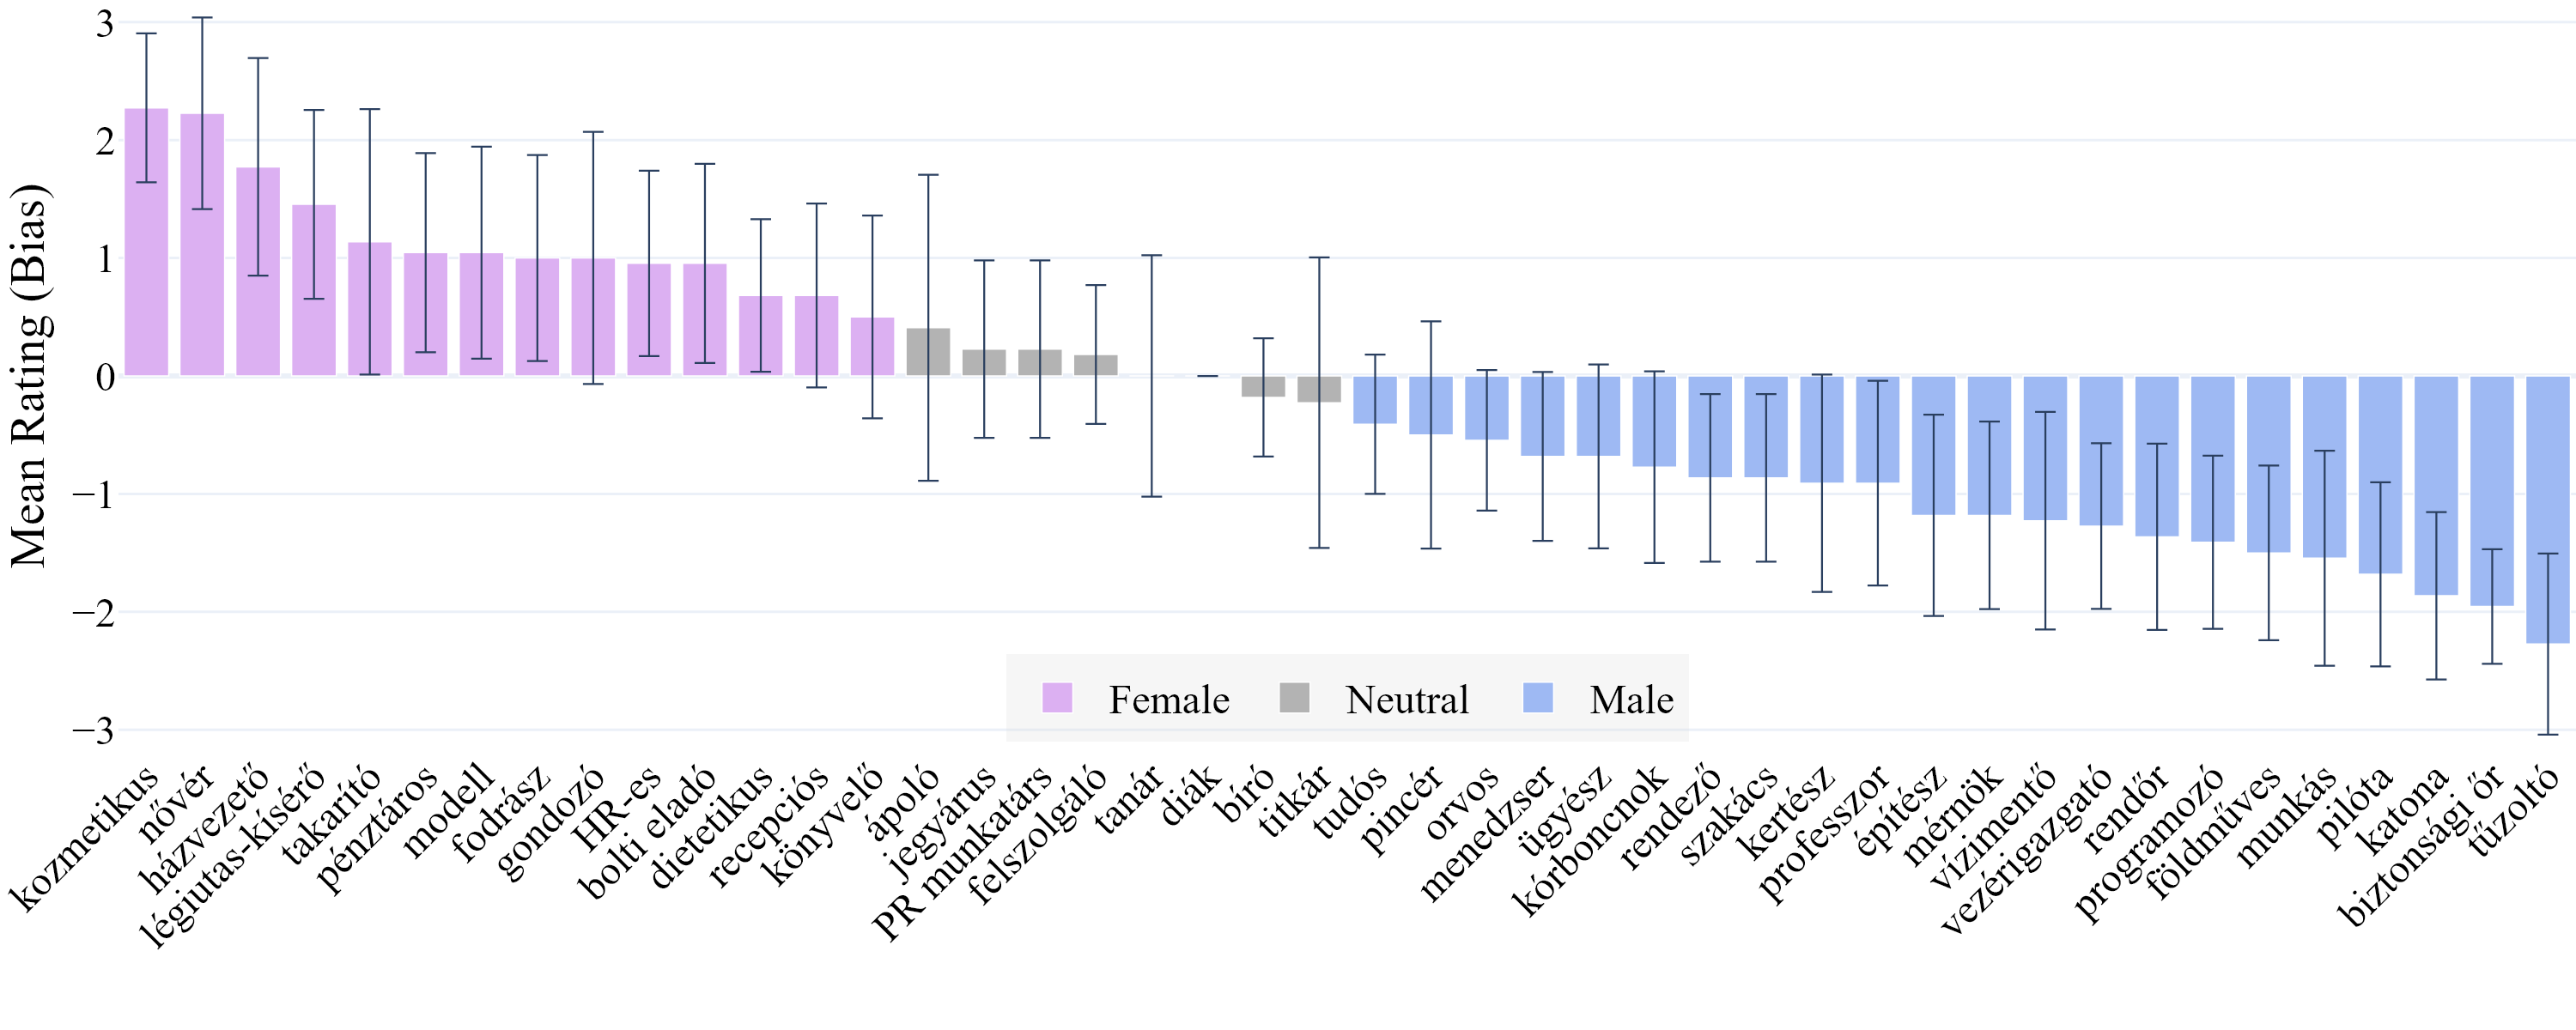 Mean Rating (Bias)
3
2
1
0
−1
−2
−3
Female
Neutral
Male
kozmetikus
nővér
házvezető
légiutas-kísérő
takarító
pénztáros
modell
fodrász
gondozó
HR-es
bolti eladó
dietetikus
recepciós
könyvelő
ápoló
jegyárus
PR munkatárs
felszolgáló
tanár
diák
bíró
titkár
tudós
pincér
orvos
menedzser
ügyész
kórboncnok
rendező
szakács
kertész
professzor
építész
mérnök
vízimentő
vezérigazgató
rendőr
programozó
földműves
munkás
pilóta
katona
biztonsági őr
tűzoltó